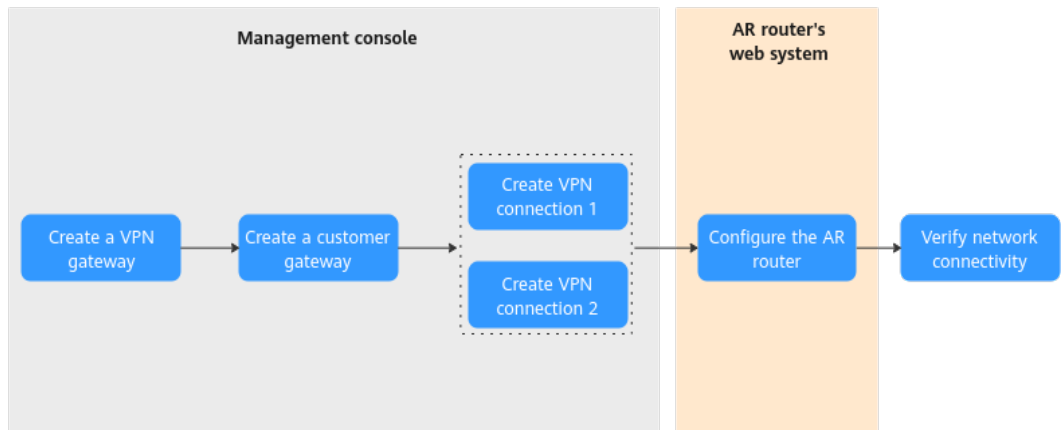 Management console
AR router's
web system
Create a VPN
gateway
Create a customer
gateway
Create VPN
connection 1
Create VPN
connection 2
Configure the AR
router
Verify network
connectivity